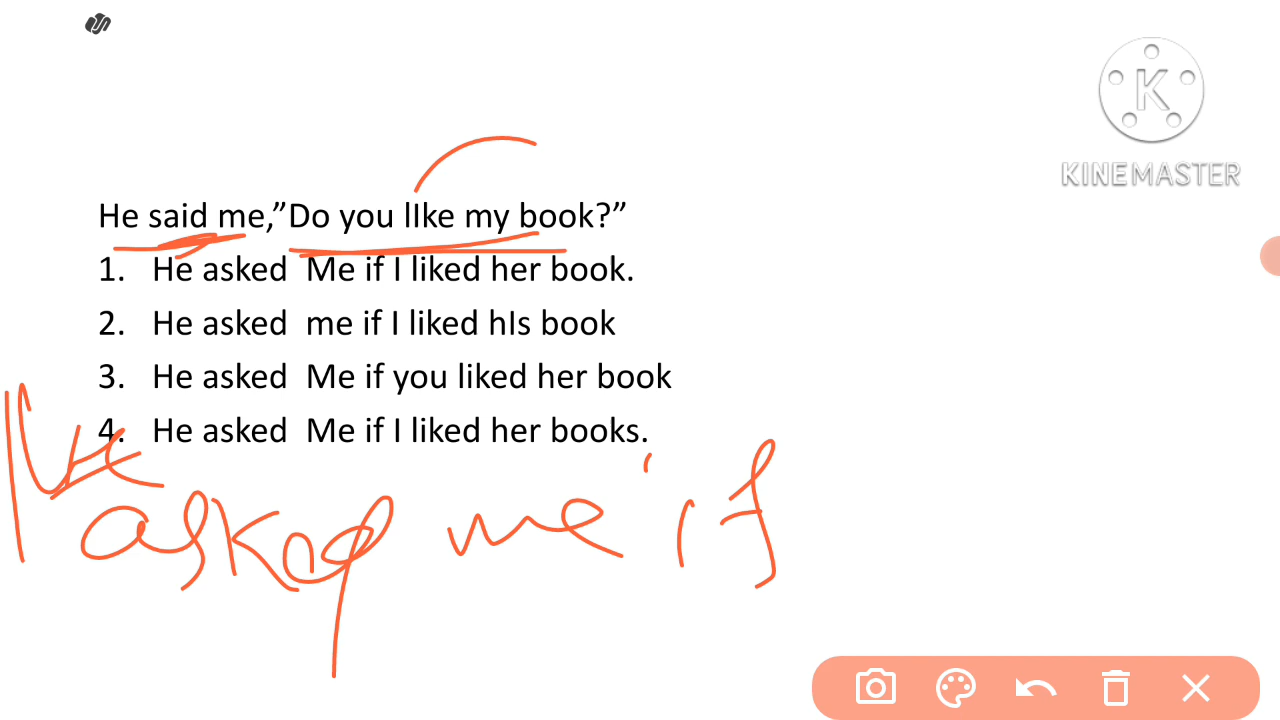 KINEMASTER
He said me,”Do you lIke my book?”
1. He asked Me if I liked her book.
2. He asked me if I liked hIs book
3. He asked Me if you liked her book
4. He asked Me if I liked her books.
He
asked me if